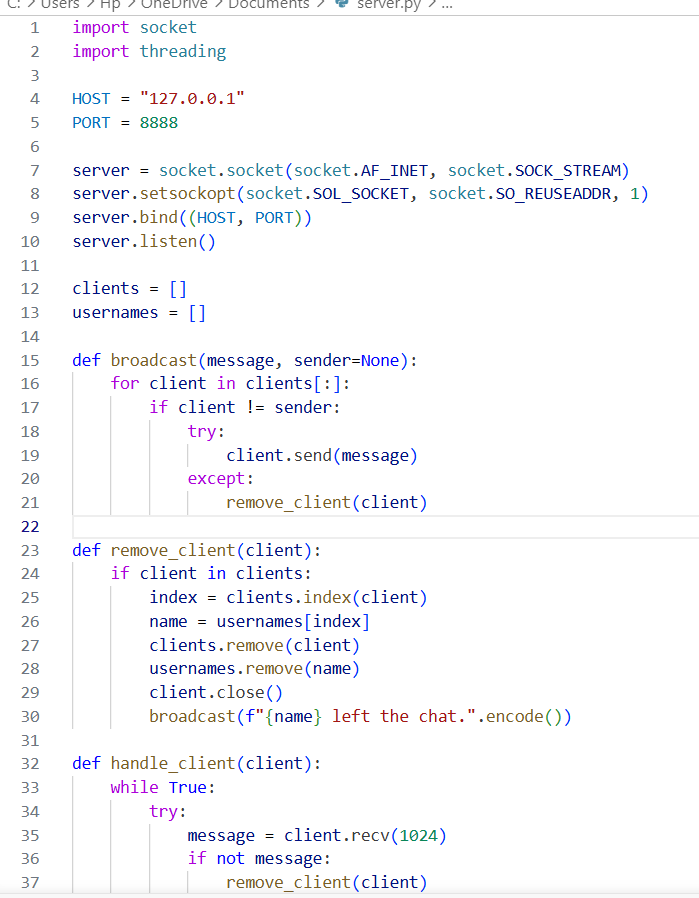 C: > Users > Hp > OneDrive > Documents > server.py > ...
1 import socket
2 import threading
3
4 HOST = "127.0.0.1"
5 PORT = 8888
6
7 server = socket.socket(socket.AF_INET, socket.SOCK_STREAM)
8 server.setsockopt(socket.SOL_SOCKET, socket.SO_REUSEADDR, 1)
9 server.bind((HOST, PORT))
10 server.listen()
11
12 clients = []
13 usernames = []
14
15 def broadcast(message, sender=None):
16     for client in clients[:]:
17         if client != sender:
18             try:
19                 client.send(message)
20             except:
21                 remove_client(client)
22
23 def remove_client(client):
24     if client in clients:
25         index = clients.index(client)
26         name = usernames[index]
27         clients.remove(client)
28         usernames.remove(name)
29         client.close()
30         broadcast(f"{name} left the chat.".encode())
31
32 def handle_client(client):
33     while True:
34         try:
35             message = client.recv(1024)
36             if not message:
37                 remove_client(client)